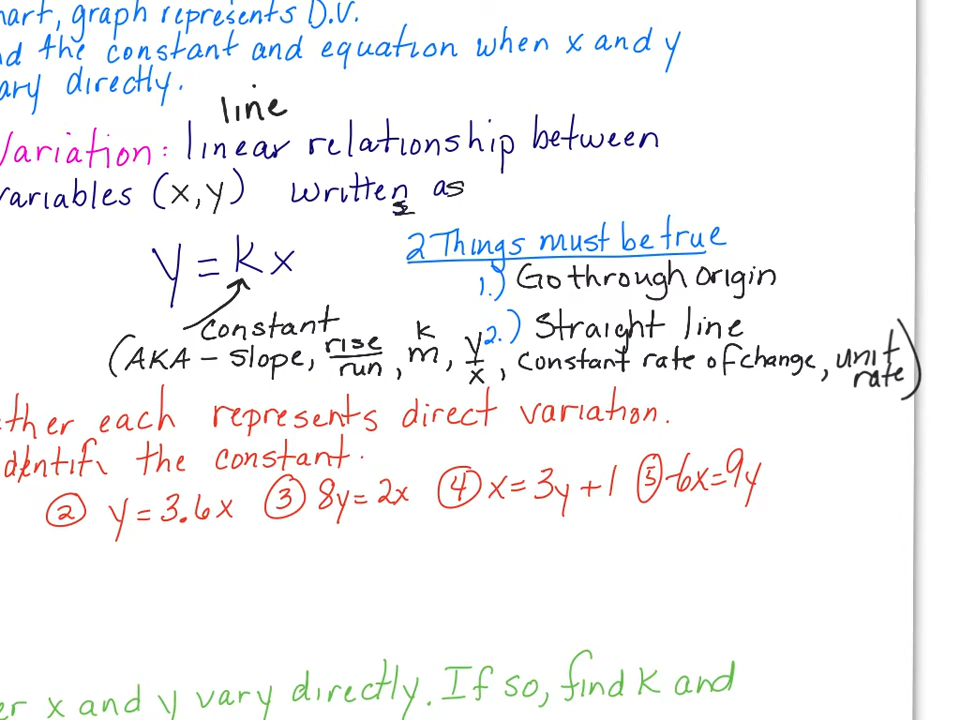 hart, graph represents D.V.
nd the constant and equation when x and y
ary directly.
line
Variation: linear relationship between
variables (x,y) written as
y = kx
2 Things must be true
1.) Go through origin
constant
2.) Straight line
(AKA - slope, rise/run, k m, y/x, constant rate of change, unit rate)
ther each represents direct variation.
identify the constant.
② y = 3.6x ③ 8y = 2x ④ x = 3y + 1 ⑤ -6x = 9y
er x and y vary directly. If so, find k and